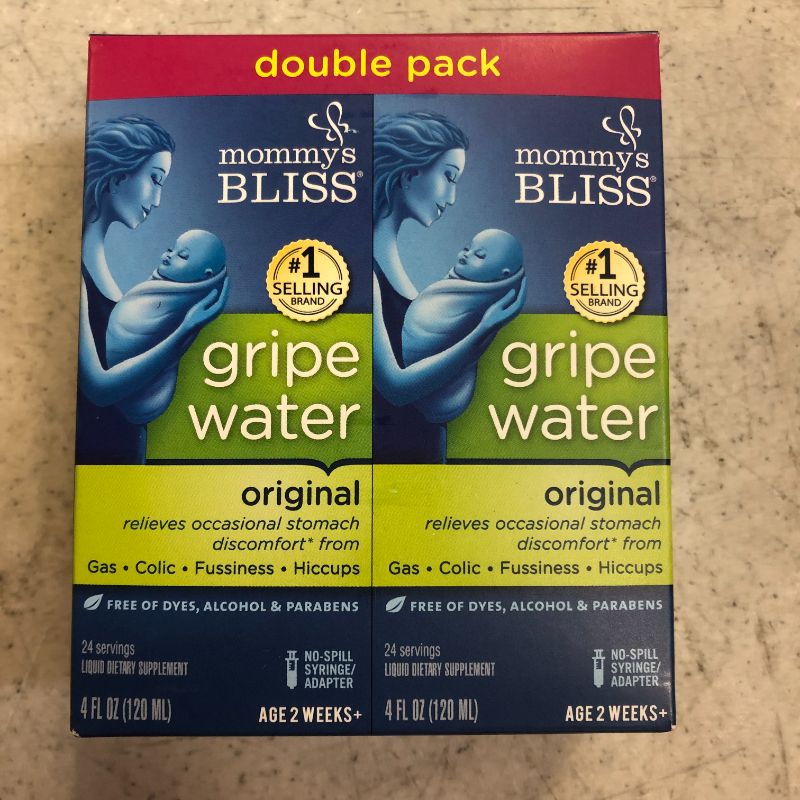 double pack
mommy's
BLISS®
#1
SELLING
BRAND
gripe
water
original
relieves occasional stomach
discomfort* from
Gas • Colic • Fussiness • Hiccups
FREE OF DYES, ALCOHOL & PARABENS
24 servings
LIQUID DIETARY SUPPLEMENT
4 FL OZ (120 ML)
NO-SPILL
SYRINGE/
ADAPTER
AGE 2 WEEKS+
mommy's
BLISS®
#1
SELLING
BRAND
gripe
water
original
relieves occasional stomach
discomfort* from
Gas • Colic • Fussiness • Hiccups
FREE OF DYES, ALCOHOL & PARABENS
24 servings
LIQUID DIETARY SUPPLEMENT
4 FL OZ (120 ML)
NO-SPILL
SYRINGE/
ADAPTER
AGE 2 WEEKS+